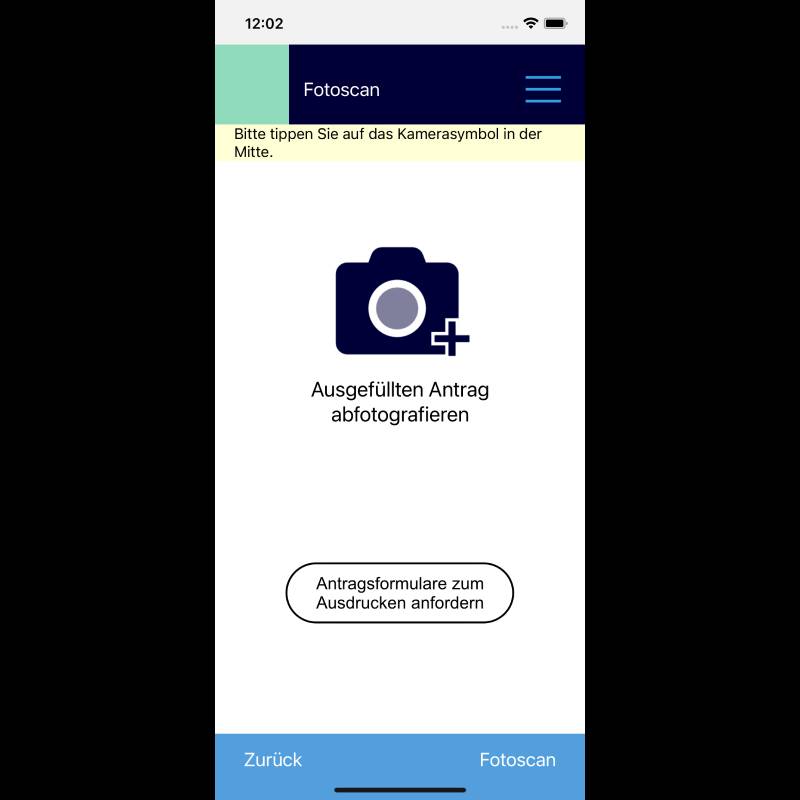 12:02
Fotoscan
Bitte tippen Sie auf das Kamerasymbol in der
Mitte.
Ausgefüllten Antrag
abfotografieren
Antragsformulare zum
Ausdrucken anfordern
Zurück
Fotoscan